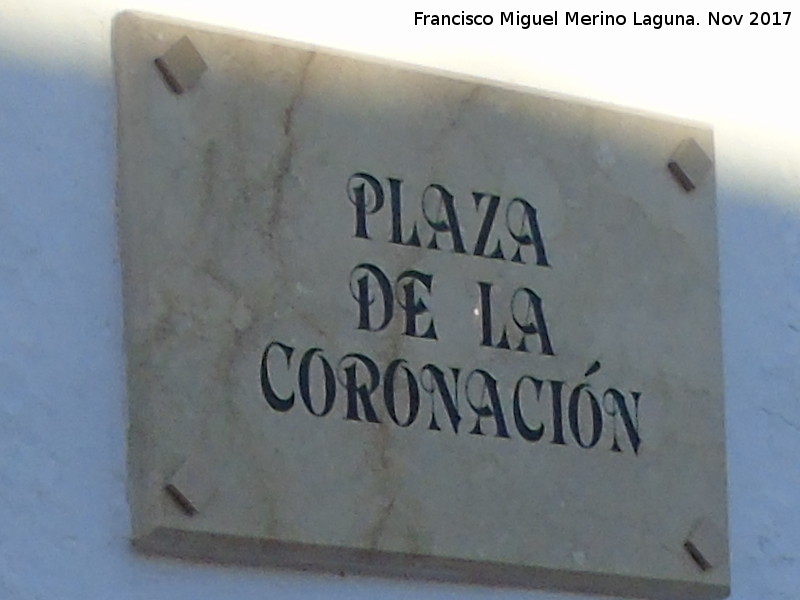 Francisco Miguel Merino Laguna. Nov 2017
PLAZA
DE LA
CORONACIÓN